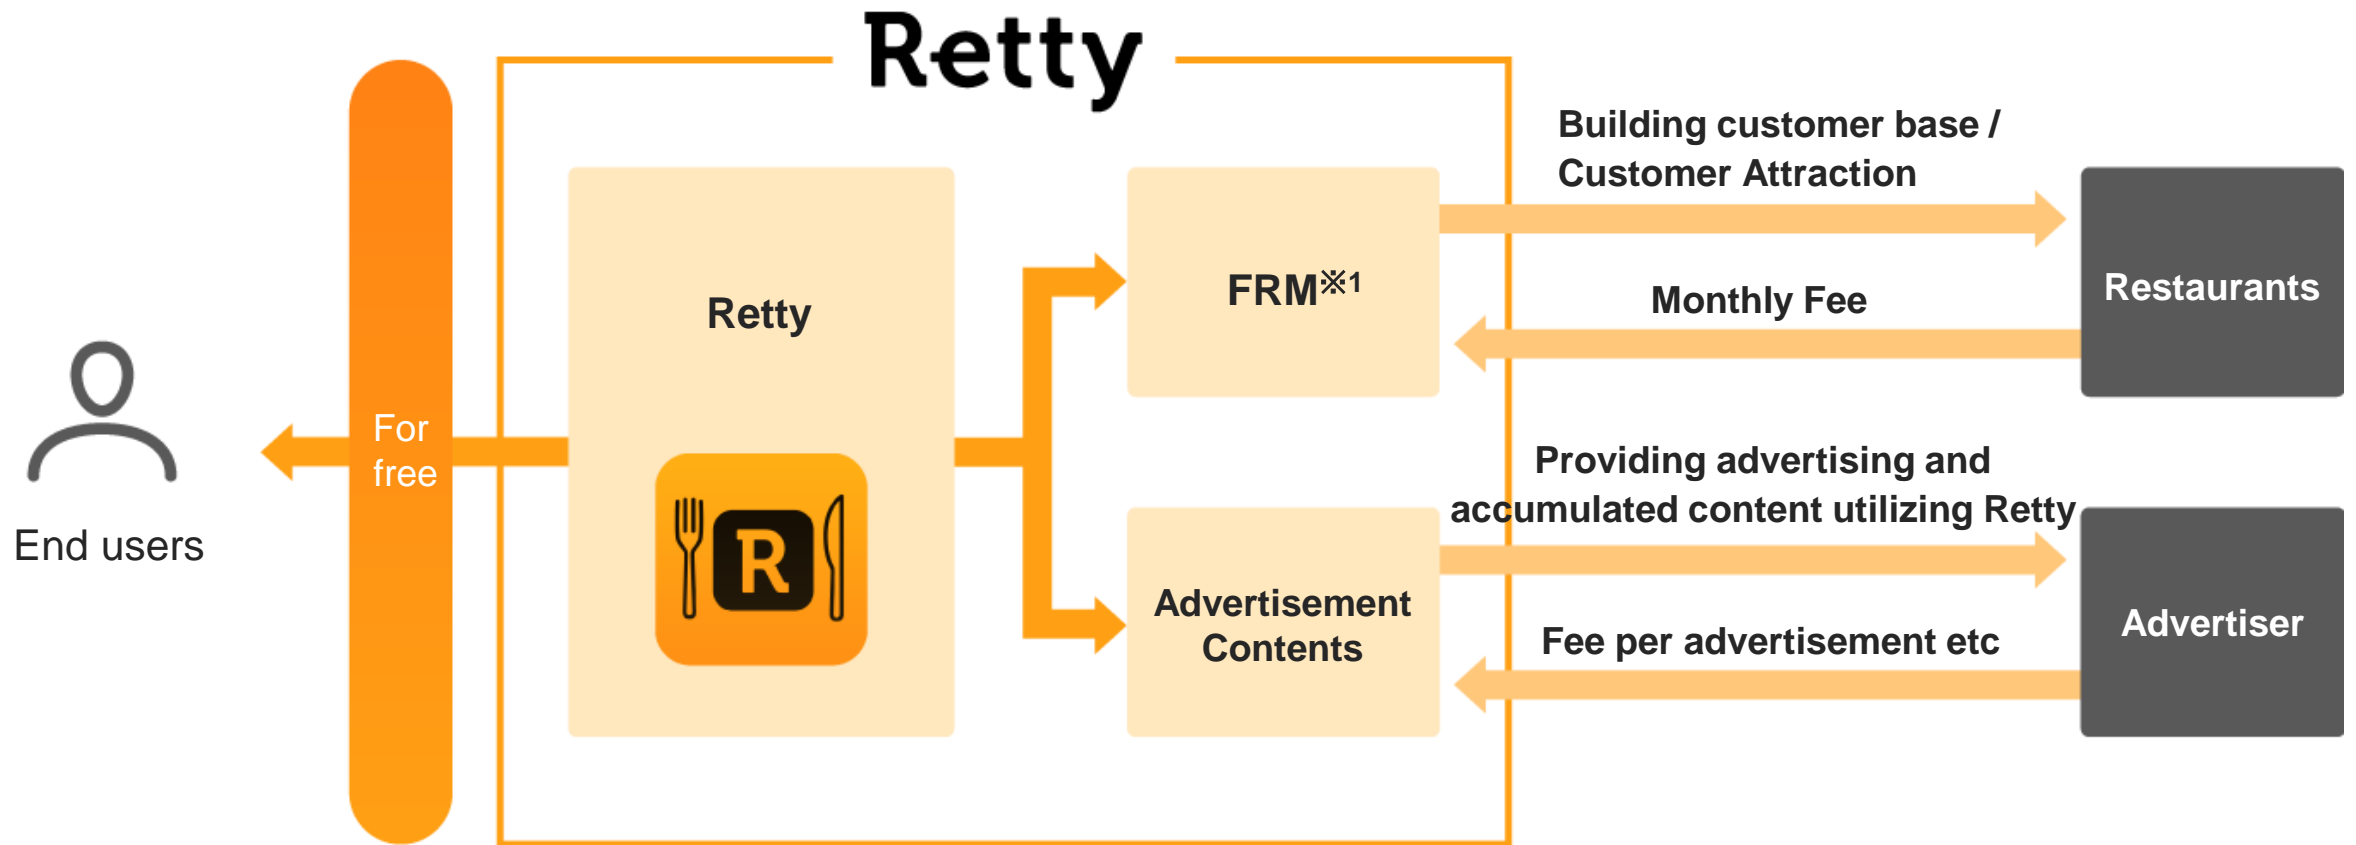 Retty
Building customer base /
Customer Attraction
Retty
FRM※1
Monthly Fee
Restaurants
For
free
End users
R
Providing advertising and
accumulated content utilizing Retty
Advertisement
Contents
Fee per advertisement etc
Advertiser